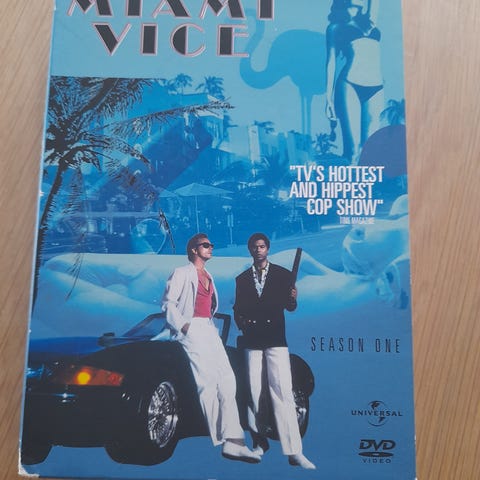 MIAMI
VICE
"TV'S HOTTEST
AND HIPPEST
COP SHOW"
TIME MAGAZINE
SEASON ONE
UNIVERSAL
DVD
VIDEO